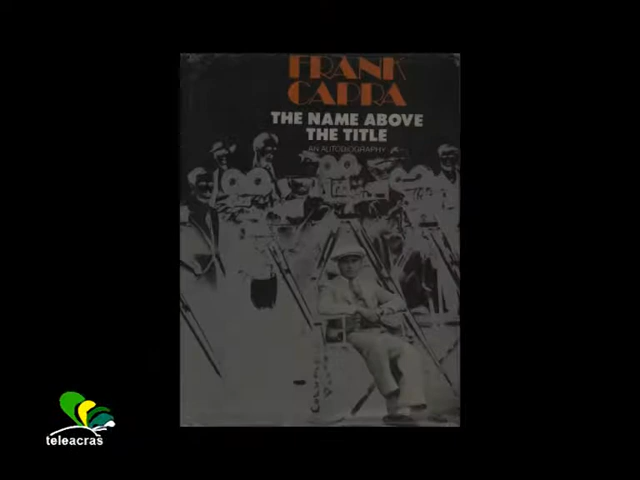 FRANK
CAPRA
THE NAME ABOVE
THE TITLE
AN AUTOBIOGRAPHY
teleacras